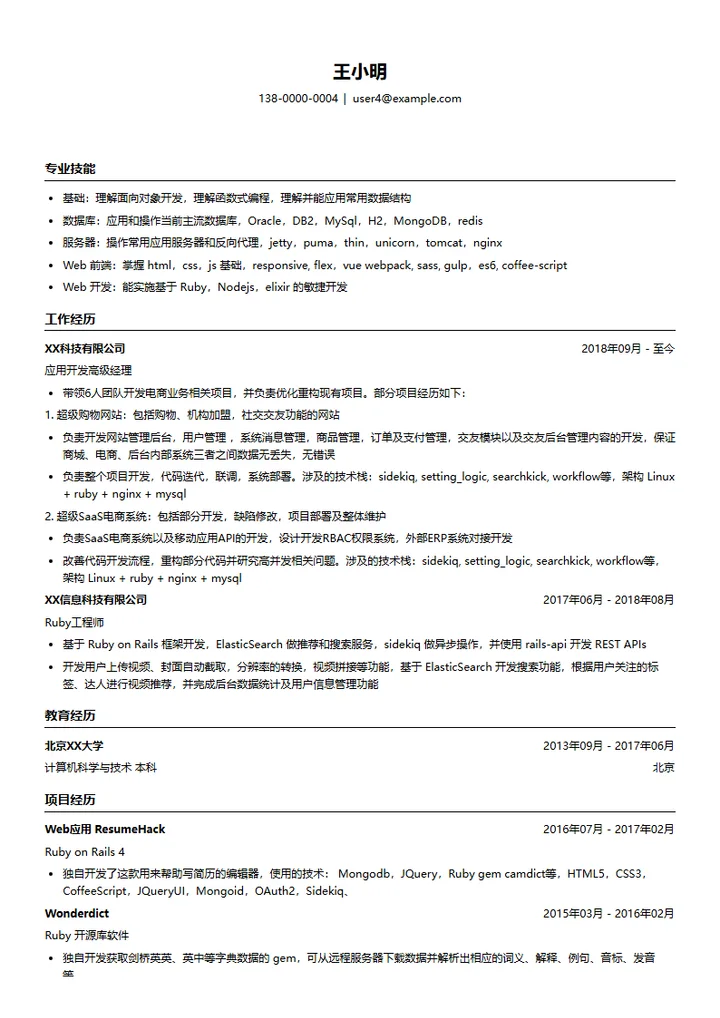 王小明
138-0000-0004 | user4@example.com
专业技能
• 基础：理解面向对象开发，理解函数式编程，理解并能应用常用数据结构
• 数据库：应用和操作当前主流数据库，Oracle，DB2，MySql，H2，MongoDB，redis
• 服务器：操作常用应用服务器和反向代理，jetty，puma，thin，unicorn，tomcat，nginx
• Web 前端：掌握 html，css，js 基础，responsive, flex，vue webpack, sass, gulp，es6, coffee-script
• Web 开发：能实施基于 Ruby，Nodejs，elixir 的敏捷开发
工作经历
XX科技有限公司 2018年09月 - 至今
应用开发高级经理
• 带领6人团队开发电商业务相关项目，并负责优化重构现有项目。部分项目经历如下：
1. 超级购物网站：包括购物、机构加盟，社交交友功能的网站
• 负责开发网站管理后台，用户管理 ，系统消息管理，商品管理，订单及支付管理，交友模块以及交友后台管理内容的开发，保证
商城、电商、后台内部系统三者之间数据无丢失，无错误
• 负责整个项目开发，代码迭代，联调，系统部署。涉及的技术栈：sidekiq, setting_logic, searchkick, workflow等，架构 Linux
+ ruby + nginx + mysql
2. 超级SaaS电商系统：包括部分开发，缺陷修改，项目部署及整体维护
• 负责SaaS电商系统以及移动应用API的开发，设计开发RBAC权限系统，外部ERP系统对接开发
• 改善代码开发流程，重构部分代码并研究高并发相关问题。涉及的技术栈：sidekiq, setting_logic, searchkick, workflow等，
架构 Linux + ruby + nginx + mysql
XX信息科技有限公司 2017年06月 - 2018年08月
Ruby工程师
• 基于 Ruby on Rails 框架开发，ElasticSearch 做推荐和搜索服务，sidekiq 做异步操作，并使用 rails-api 开发 REST APIs
• 开发用户上传视频、封面自动截取，分辨率的转换，视频拼接等功能，基于 ElasticSearch 开发搜索功能，根据用户关注的标
签、达人进行视频推荐，并完成后台数据统计及用户信息管理功能
教育经历
北京XX大学 2013年09月 - 2017年06月
计算机科学与技术 本科 北京
项目经历
Web应用 ResumeHack 2016年07月 - 2017年02月
Ruby on Rails 4
• 独自开发了这款用来帮助写简历的编辑器，使用的技术： Mongodb，JQuery，Ruby gem camdict等，HTML5，CSS3，
CoffeeScript，JQueryUI，Mongoid，OAuth2，Sidekiq、
Wonderdict 2015年03月 - 2016年02月
Ruby 开源库软件
• 独自开发获取剑桥英英、英中等字典数据的 gem，可从远程服务器下载数据并解析出相应的词义、解释、例句、音标、发音
等